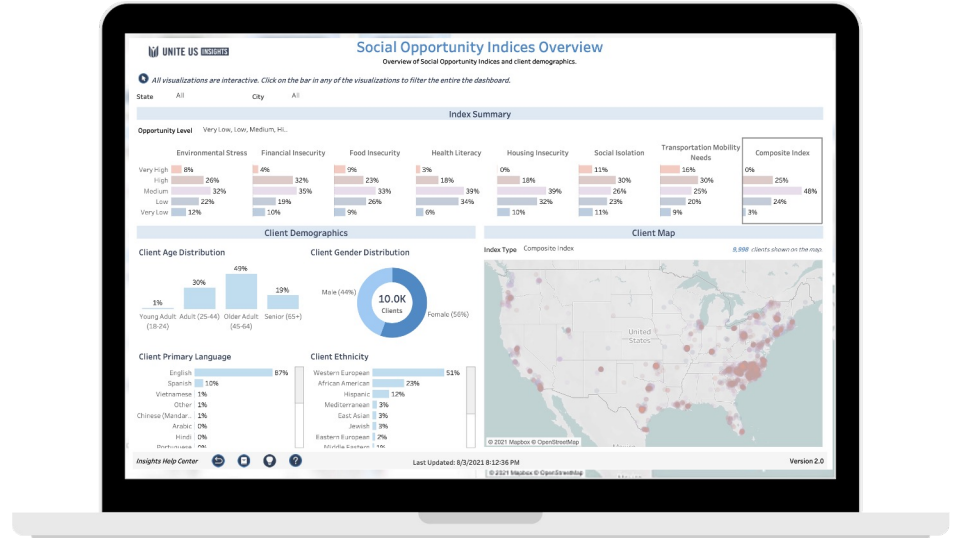 UNITE US INSIGHTS
Social Opportunity Indices Overview
Overview of Social Opportunity Indices and client demographics.
All visualizations are interactive. Click on the bar in any of the visualizations to filter the entire the dashboard.
State All City All
Index Summary
Opportunity Level Very Low, Low, Medium, Hi..
Environmental Stress Financial Insecurity Food Insecurity Health Literacy Housing Insecurity Social Isolation Transportation Mobility Needs Composite Index
Very High 8% 4% 9% 3% 0% 11% 16% 0%
High 26% 32% 23% 18% 18% 30% 30% 25%
Medium 32% 35% 33% 39% 39% 26% 25% 48%
Low 22% 19% 26% 34% 32% 23% 20% 24%
Very Low 12% 10% 9% 6% 10% 11% 9% 3%
Client Demographics
Client Age Distribution
1% 30% 49% 19%
Young Adult (18-24) Adult (25-44) Older Adult (45-64) Senior (65+)
Client Gender Distribution
Male (44%)
10.0K
Clients
Female (56%)
Client Primary Language
English 87%
Spanish 10%
Vietnamese 1%
Other 1%
Chinese (Mandar.. 1%
Arabic 0%
Hindi 0%
Portuguese 0%
Client Ethnicity
Western European 51%
African American 23%
Hispanic 12%
Mediterranean 3%
East Asian 3%
Jewish 3%
Eastern European 2%
Middle Eastern 1%
Client Map
Index Type Composite Index
9,998 clients shown on the map.
United
States
© 2021 Mapbox © OpenStreetMap
Insights Help Center
?
Last Updated: 8/3/2021 8:12:36 PM
Version 2.0
© 2021 Mapbox © OpenStreetMap